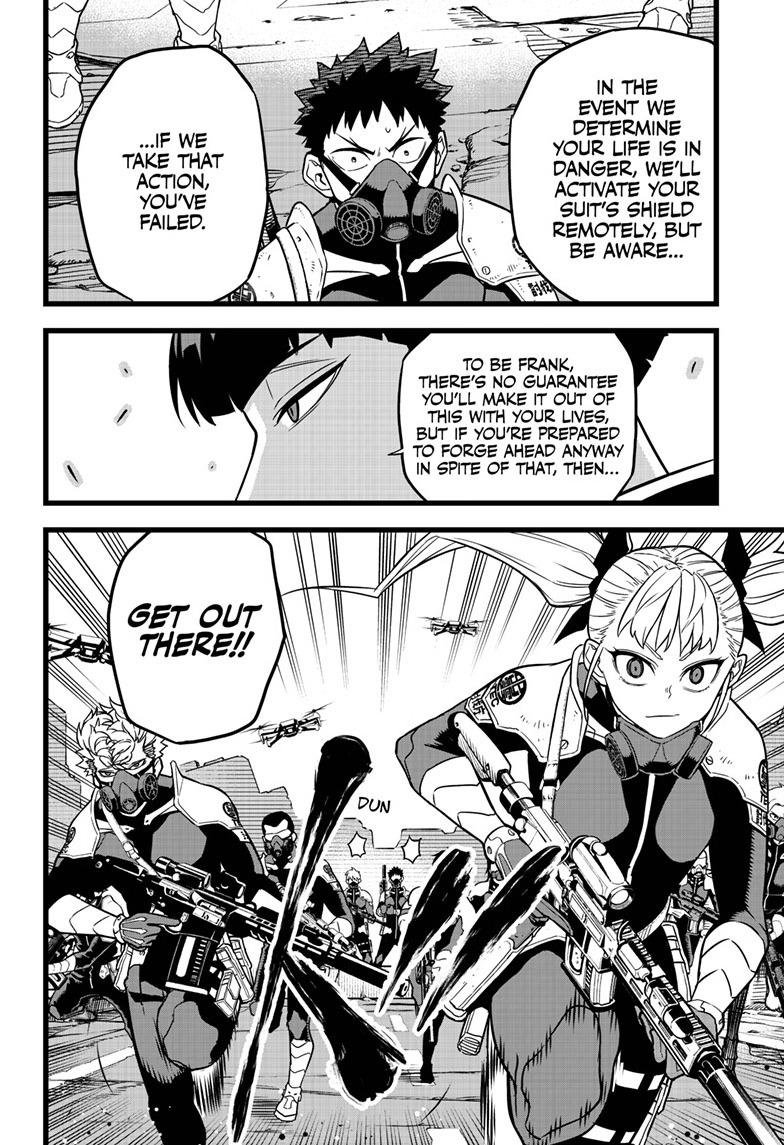 IN THE
EVENT WE
DETERMINE
YOUR LIFE IS IN
DANGER, WE'LL
ACTIVATE YOUR
SUIT'S SHIELD
REMOTELY, BUT
BE AWARE...
...IF WE
TAKE THAT
ACTION,
YOU'VE
FAILED.
討伐
TO BE FRANK,
THERE'S NO GUARANTEE
YOU'LL MAKE IT OUT OF
THIS WITH YOUR LIVES,
BUT IF YOU'RE PREPARED
TO FORGE AHEAD ANYWAY
IN SPITE OF THAT, THEN...
GET OUT
THERE!!
DUN